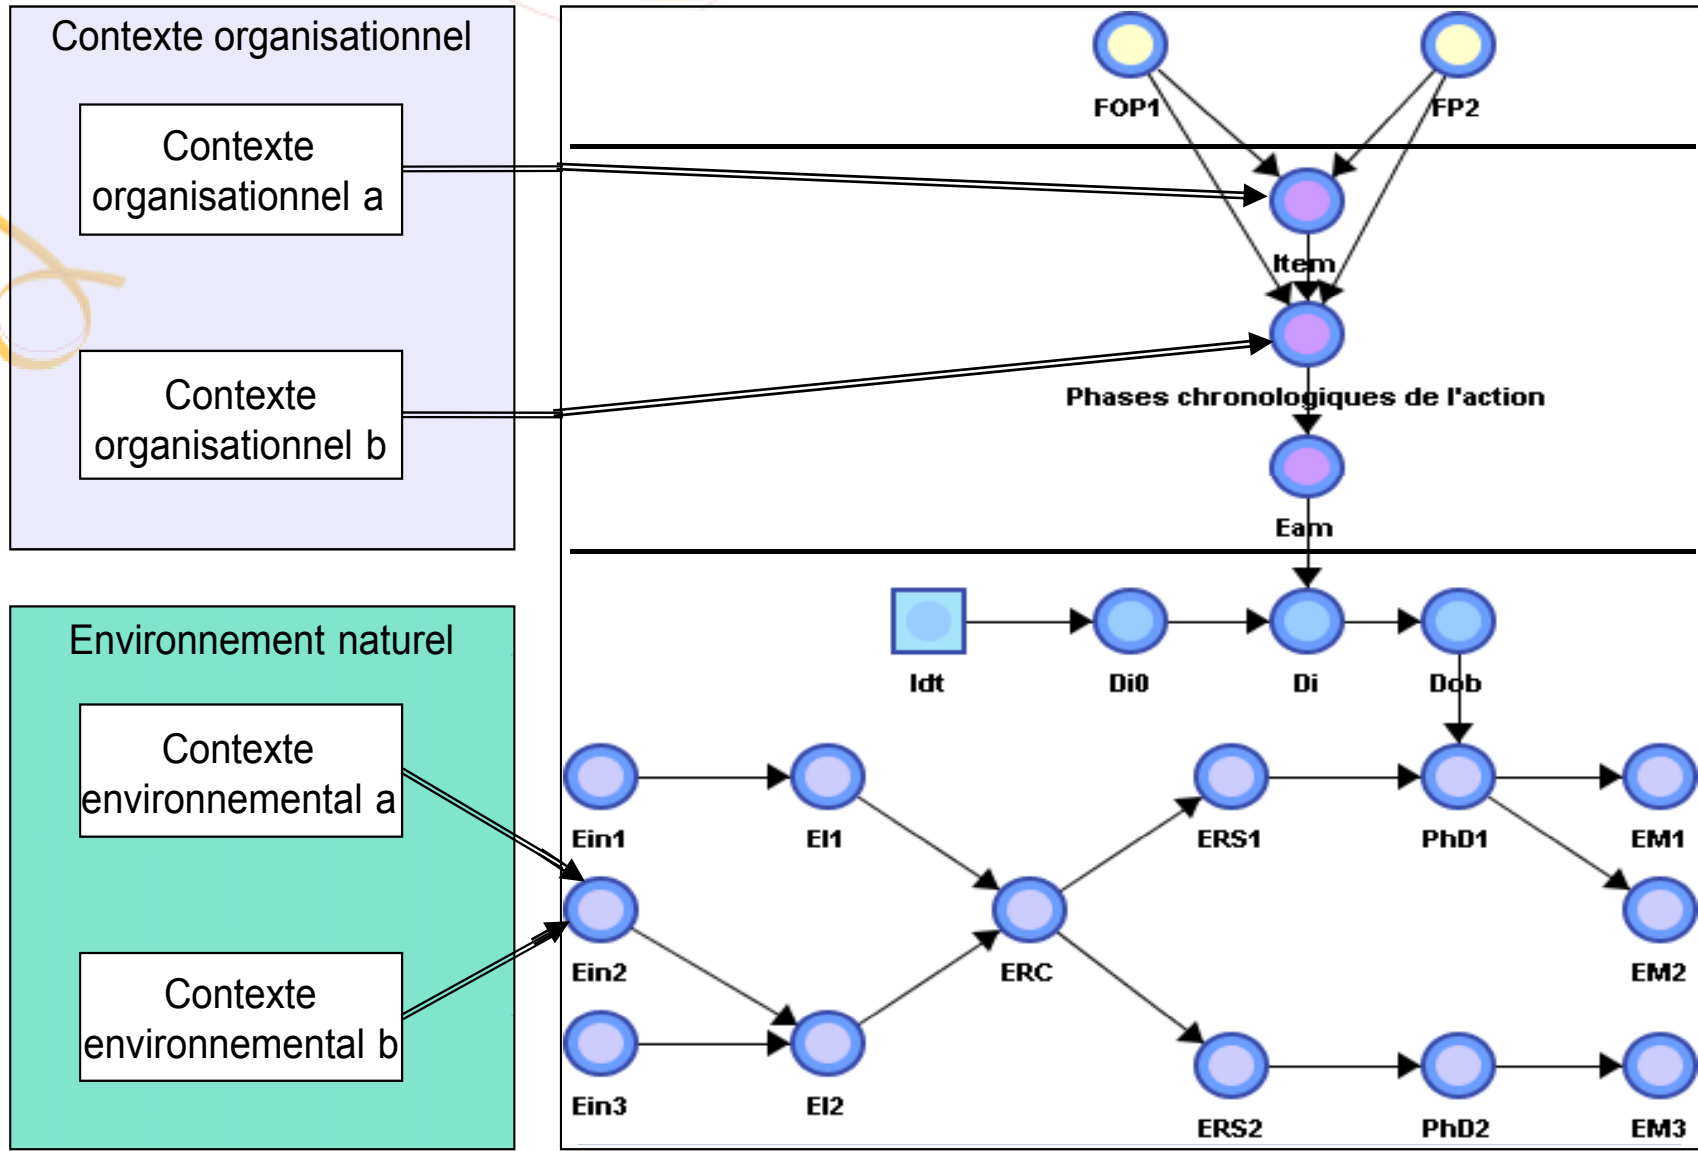 Contexte organisationnel
Contexte
organisationnel a
Contexte
organisationnel b
Environnement naturel
Contexte
environnemental a
Contexte
environnemental b
FOP1
FP2
Item
Phases chronologiques de l'action
Eam
Idt
Di0
Di
Dob
Ein1
EI1
ERS1
PhD1
EM1
Ein2
ERC
EM2
Ein3
EI2
ERS2
PhD2
EM3